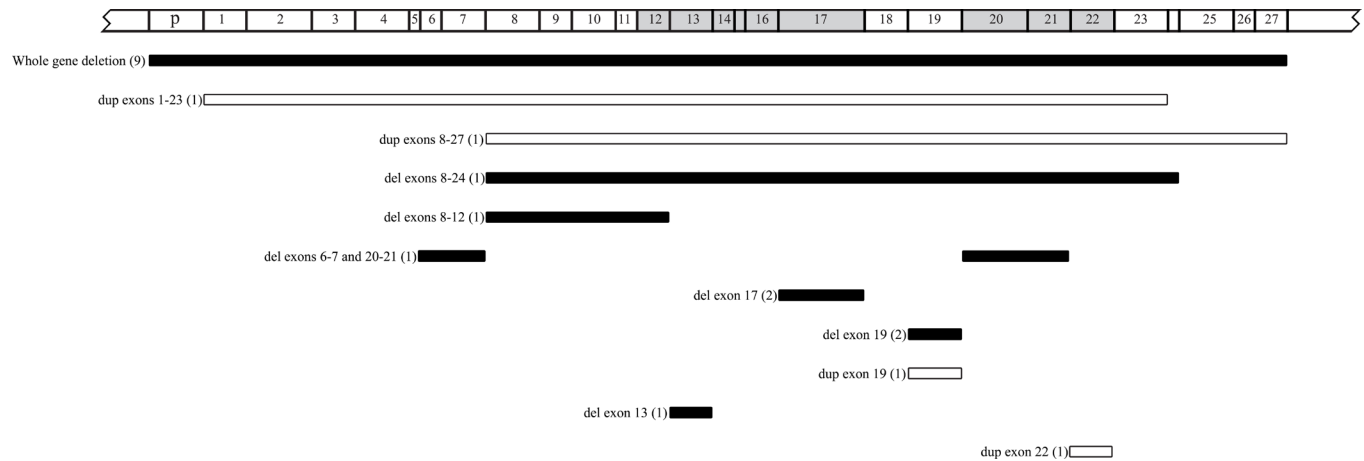 p 1 2 3 4 5 6 7 8 9 10 11 12 13 14 16 17 18 19 20 21 22 23 25 26 27
Whole gene deletion (9)
dup exons 1-23 (1)
dup exons 8-27 (1)
del exons 8-24 (1)
del exons 8-12 (1)
del exons 6-7 and 20-21 (1)
del exon 17 (2)
del exon 19 (2)
dup exon 19 (1)
del exon 13 (1)
dup exon 22 (1)